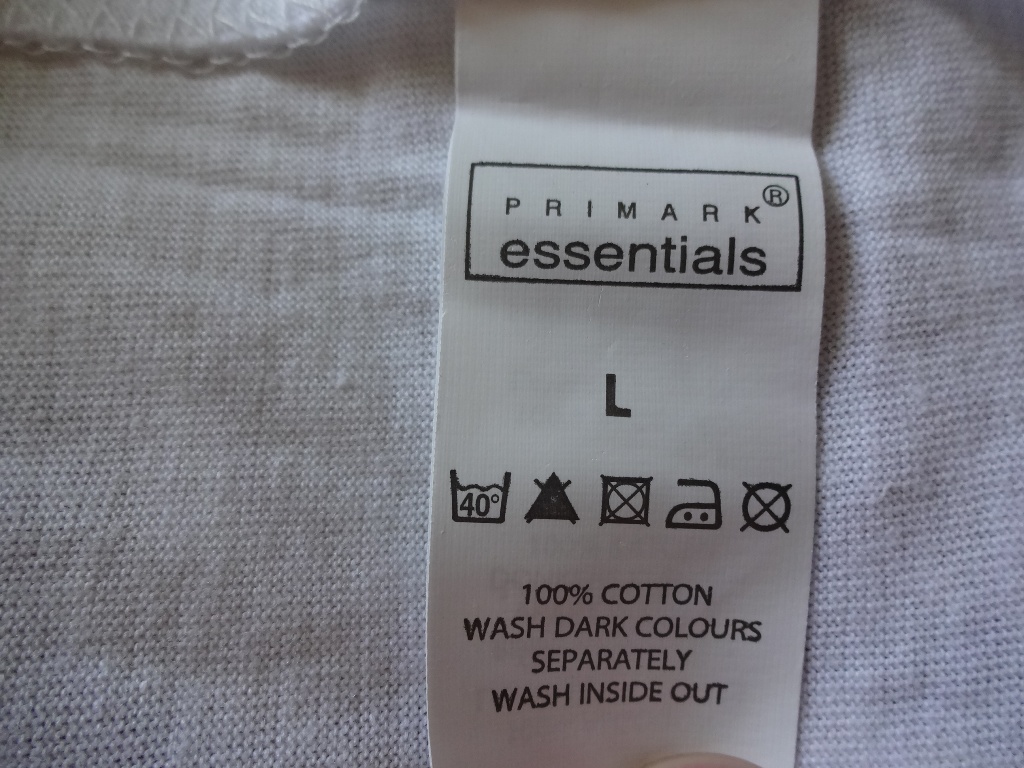 PRIMARK®
essentials
L
40°
100% COTTON
WASH DARK COLOURS
SEPARATELY
WASH INSIDE OUT